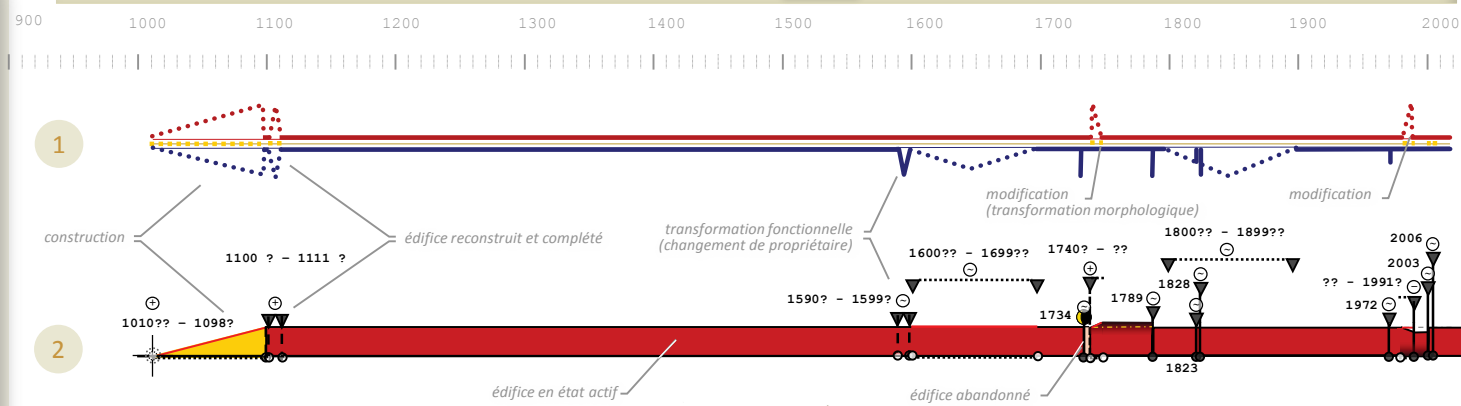 900 1000 1100 1200 1300 1400 1500 1600 1700 1800 1900 2000
1
modification
(transformation morphologique)
modification
construction
édifice reconstruit et complété
transformation fonctionnelle
(changement de propriétaire)
1100 ? – 1111 ?
1600?? – 1699??
1740? – ??
1800?? – 1899??
2006
2003
1010?? – 1098?
1590? – 1599?
1734
1789
1828
?? – 1991?
1972
2
1823
édifice en état actif
édifice abandonné